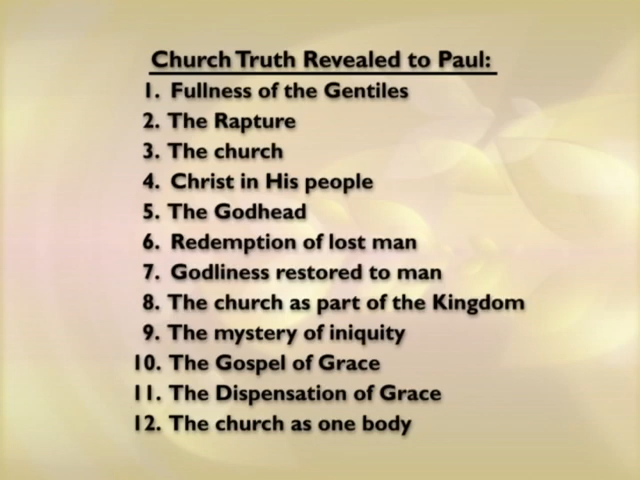 Church Truth Revealed to Paul:
1. Fullness of the Gentiles
2. The Rapture
3. The church
4. Christ in His people
5. The Godhead
6. Redemption of lost man
7. Godliness restored to man
8. The church as part of the Kingdom
9. The mystery of iniquity
10. The Gospel of Grace
11. The Dispensation of Grace
12. The church as one body